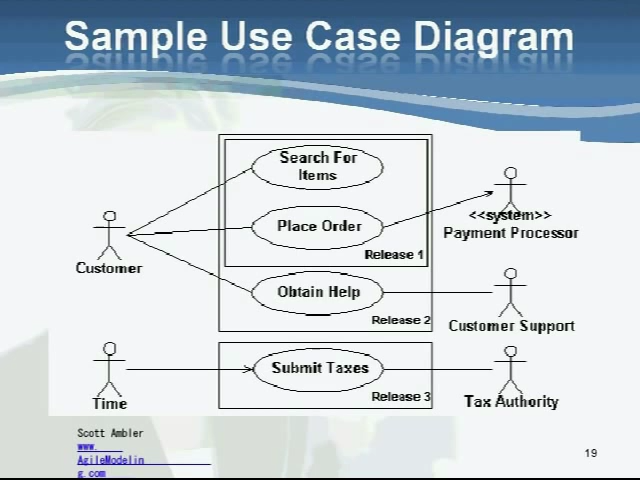 Sample Use Case Diagram
Search For
Items
Place Order
Release 1
<<system>>
Payment Processor
Customer
Obtain Help
Release 2
Customer Support
Submit Taxes
Release 3
Time
Tax Authority
Scott Ambler
www.
AgileModelin
g.com
19